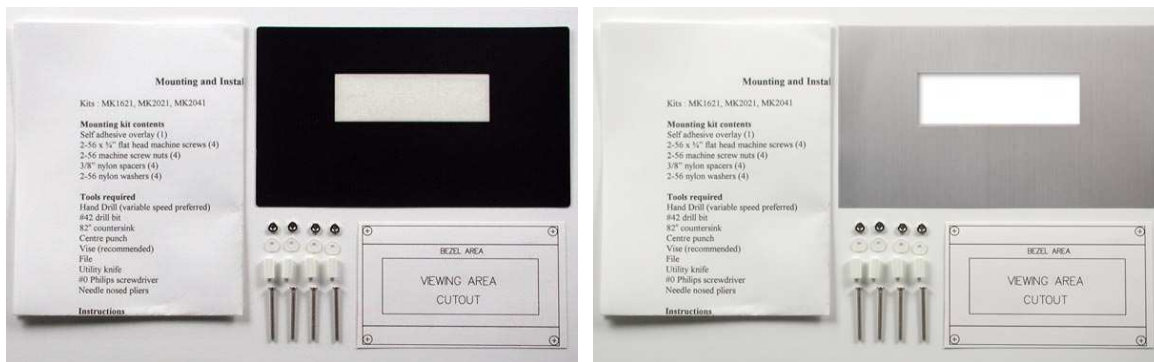 Mounting and Instal
Kits : MK1621, MK2021, MK2041
Mounting kit contents
Self adhesive overlay (1)
2-56 x ¾" flat head machine screws (4)
2-56 machine screw nuts (4)
3/8" nylon spacers (4)
2-56 nylon washers (4)
Tools required
Hand Drill (variable speed preferred)
#42 drill bit
82° countersink
Centre punch
Vise (recommended)
File
Utility knife
#0 Philips screwdriver
Needle nosed pliers
Instructions
BEZEL AREA
VIEWING AREA
CUTOUT
Mounting and Instal
Kits : MK1621, MK2021, MK2041
Mounting kit contents
Self adhesive overlay (1)
2-56 x ¾" flat head machine screws (4)
2-56 machine screw nuts (4)
3/8" nylon spacers (4)
2-56 nylon washers (4)
Tools required
Hand Drill (variable speed preferred)
#42 drill bit
82° countersink
Centre punch
Vise (recommended)
File
Utility knife
#0 Philips screwdriver
Needle nosed pliers
Instructions
BEZEL AREA
VIEWING AREA
CUTOUT